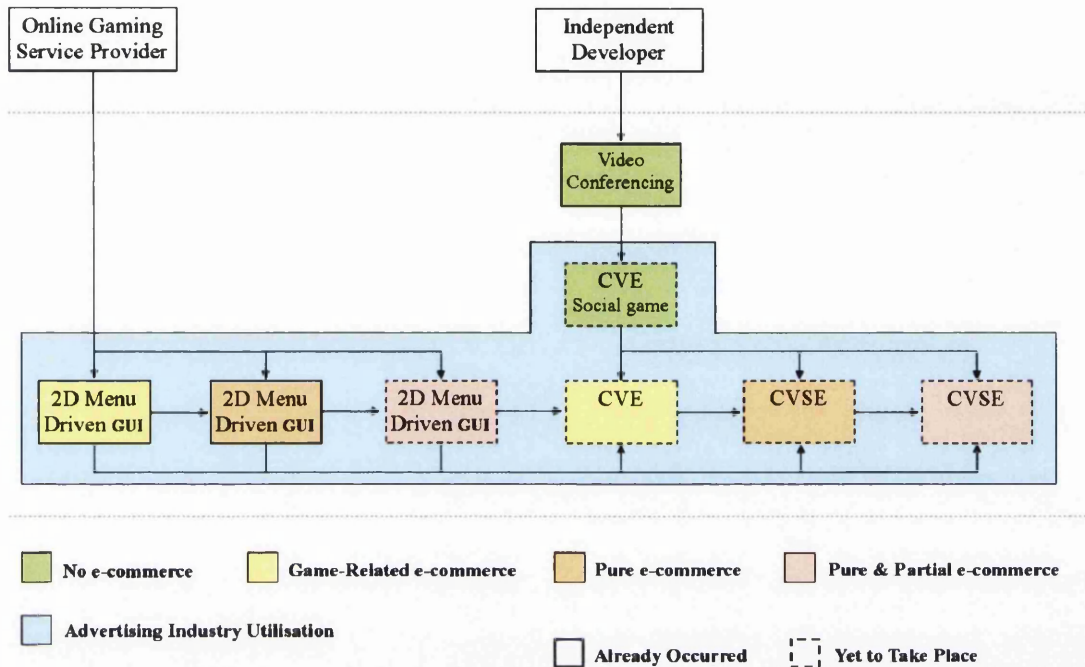 Online Gaming
Service Provider
Independent
Developer
Video
Conferencing
CVE
Social game
2D Menu
Driven GUI
2D Menu
Driven GUI
2D Menu
Driven GUI
CVE
CVSE
CVSE
No e-commerce
Game-Related e-commerce
Pure e-commerce
Pure & Partial e-commerce
Advertising Industry Utilisation
Already Occurred
Yet to Take Place